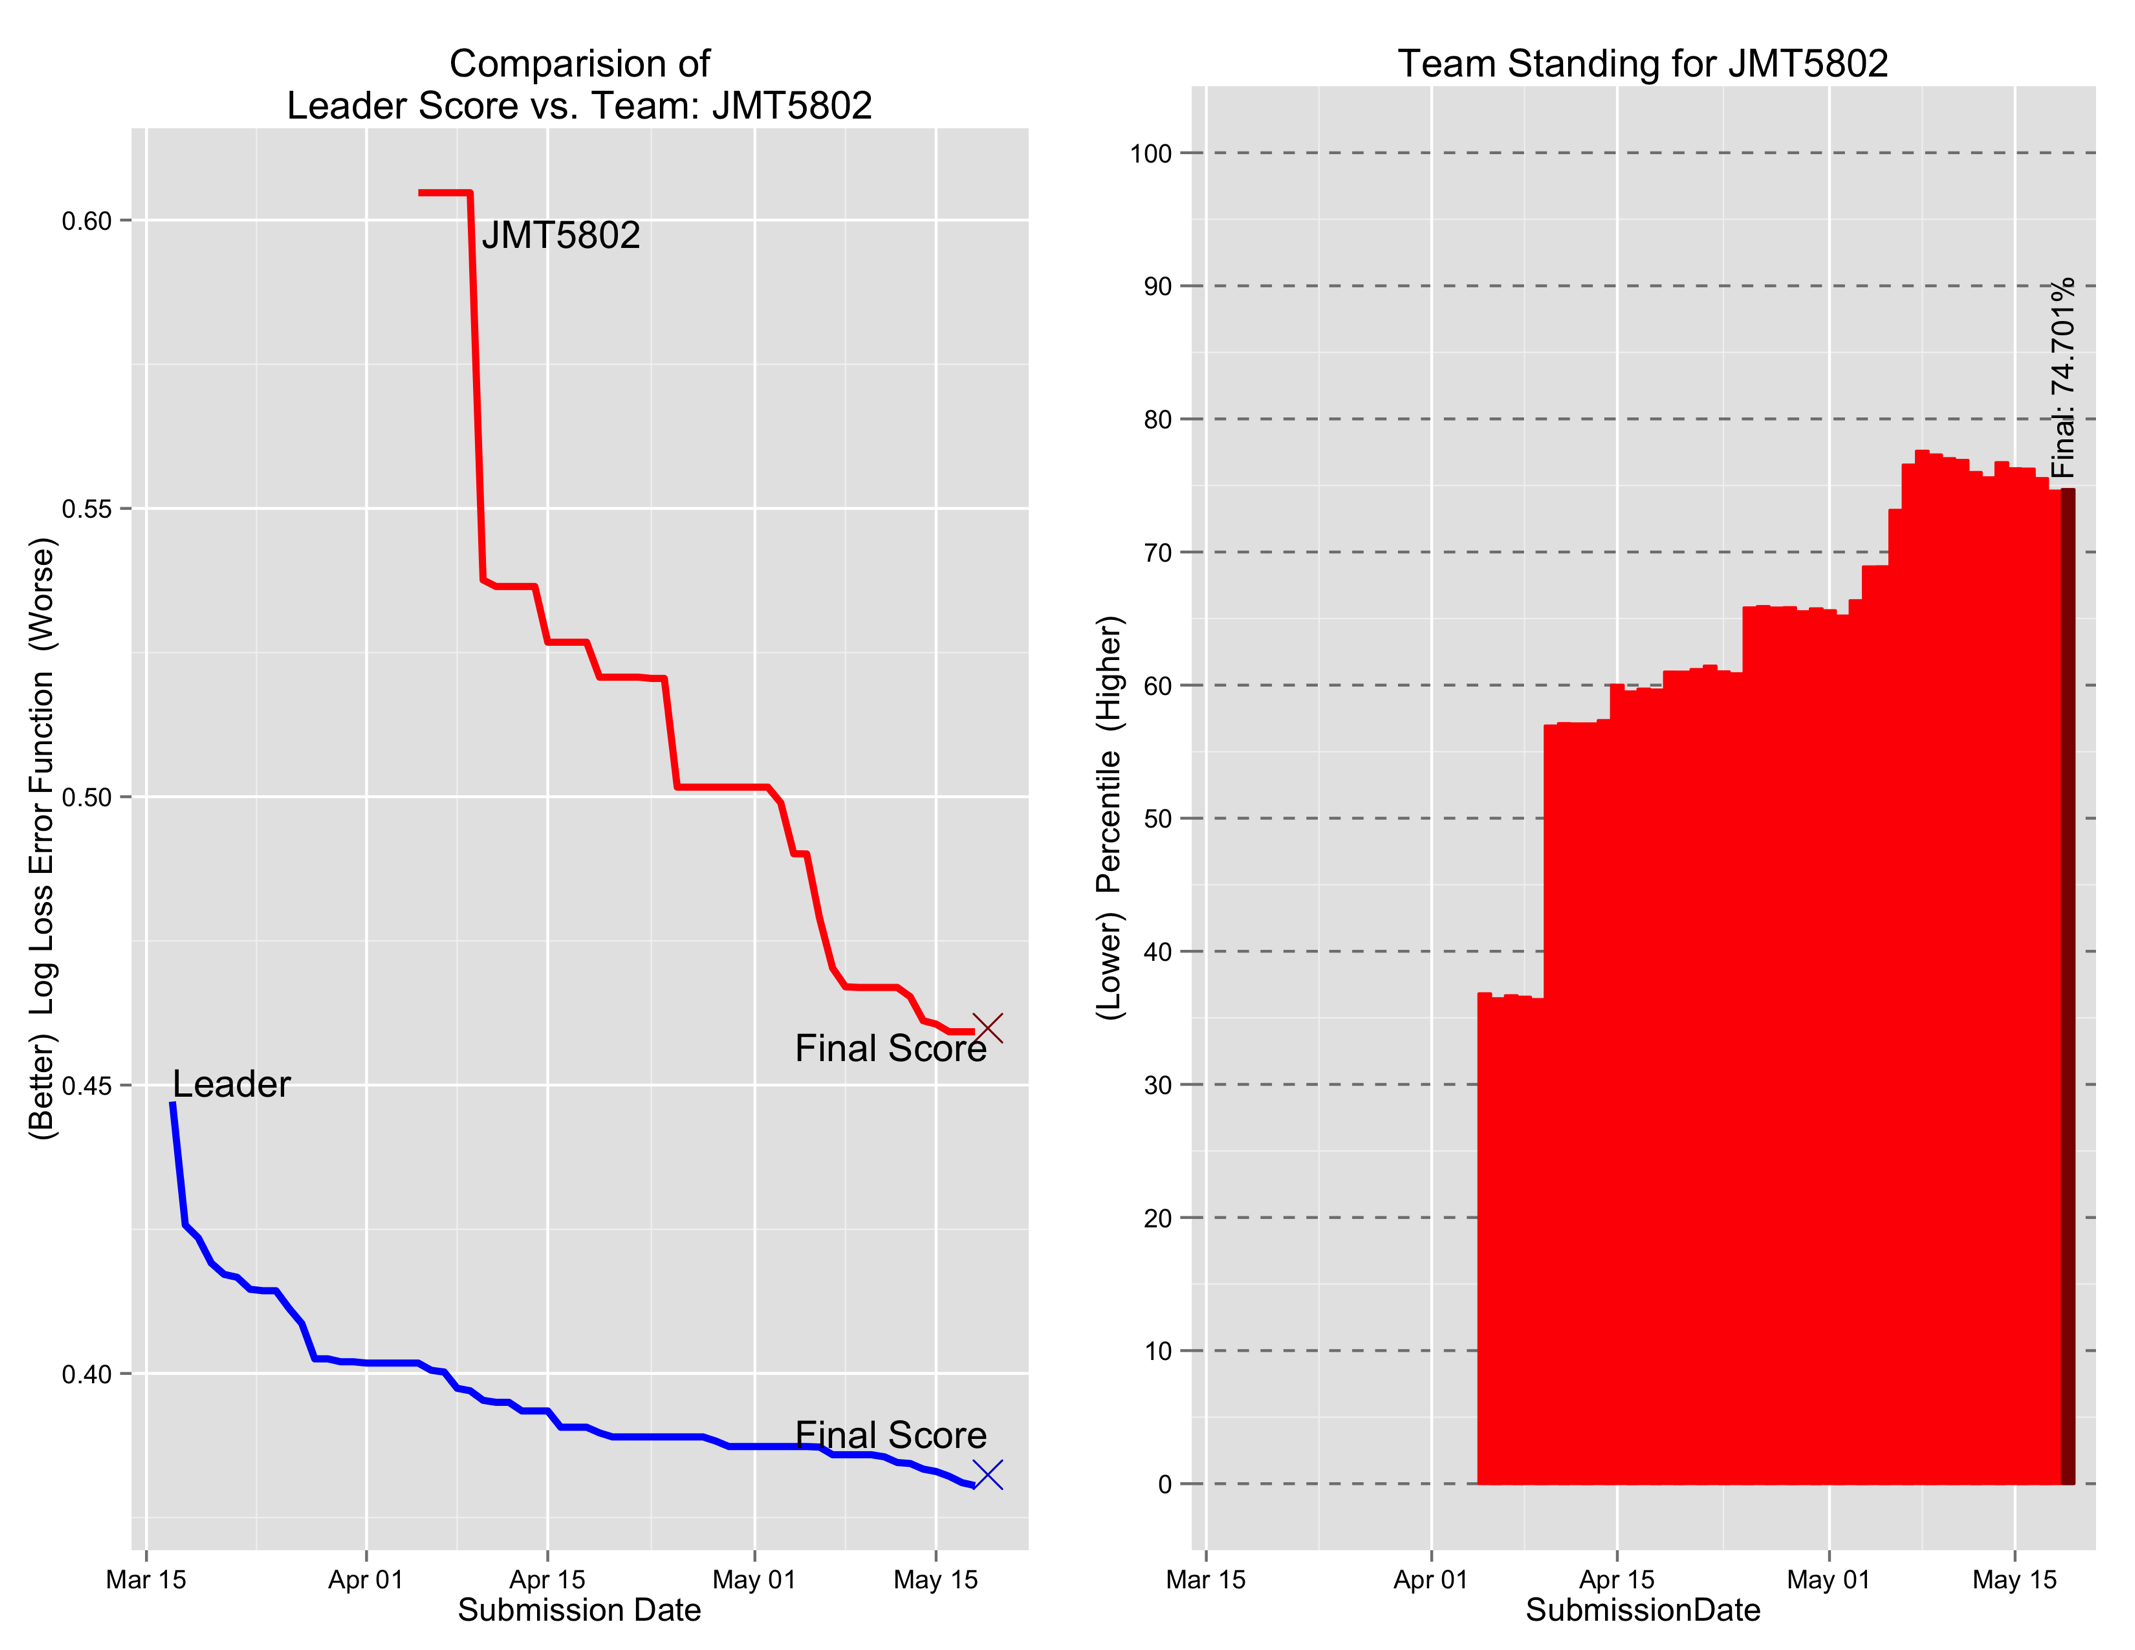 Comparision of
Leader Score vs. Team: JMT5802
(Better)  Log Loss Error Function  (Worse)
0.60
0.55
0.50
0.45
0.40
JMT5802
Final Score
Leader
Final Score
Mar 15
Apr 01
Apr 15
May 01
May 15
Submission Date
Team Standing for JMT5802
(Lower)  Percentile  (Higher)
100
90
80
70
60
50
40
30
20
10
0
Final: 74.701%
Mar 15
Apr 01
Apr 15
May 01
May 15
SubmissionDate